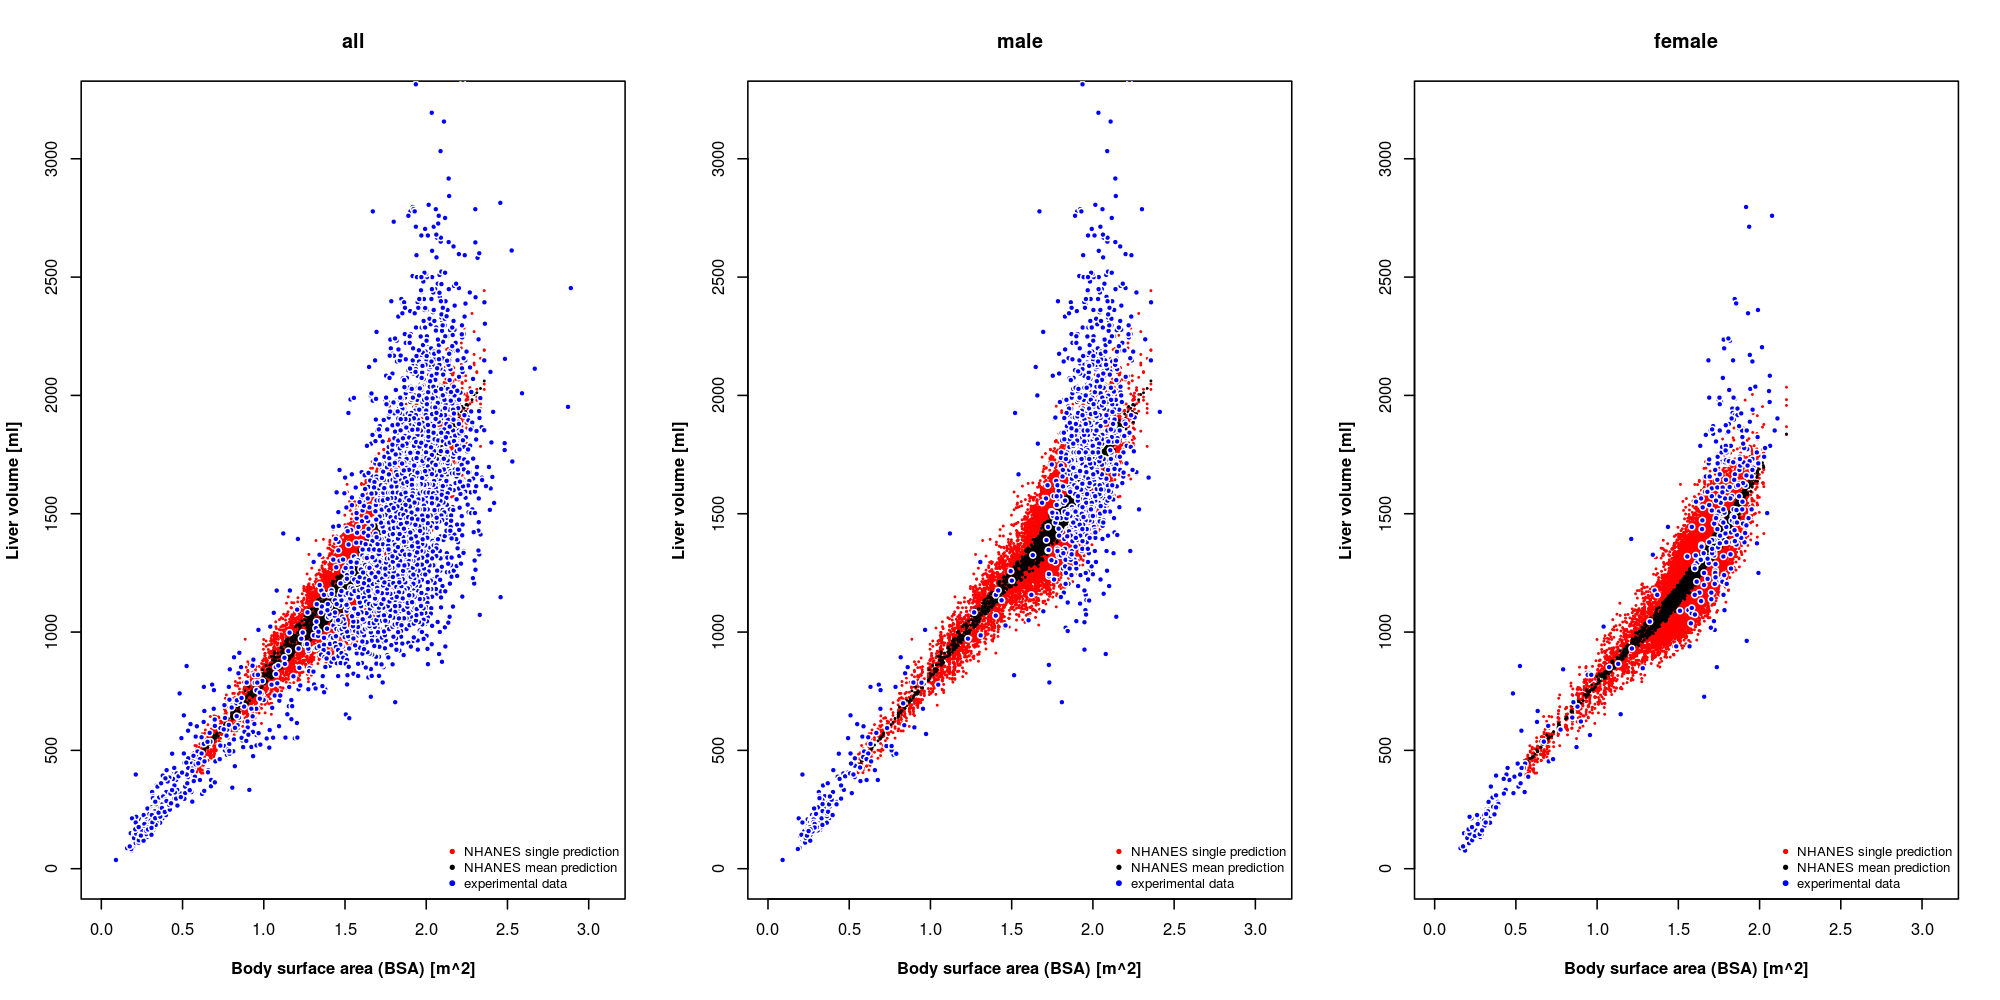 all
male
female
Liver volume [ml]
0
500
1000
1500
2000
2500
3000
0.0 0.5 1.0 1.5 2.0 2.5 3.0
Body surface area (BSA) [m^2]
NHANES single prediction
NHANES mean prediction
experimental data
Liver volume [ml]
0
500
1000
1500
2000
2500
3000
0.0 0.5 1.0 1.5 2.0 2.5 3.0
Body surface area (BSA) [m^2]
NHANES single prediction
NHANES mean prediction
experimental data
Liver volume [ml]
0
500
1000
1500
2000
2500
3000
0.0 0.5 1.0 1.5 2.0 2.5 3.0
Body surface area (BSA) [m^2]
NHANES single prediction
NHANES mean prediction
experimental data